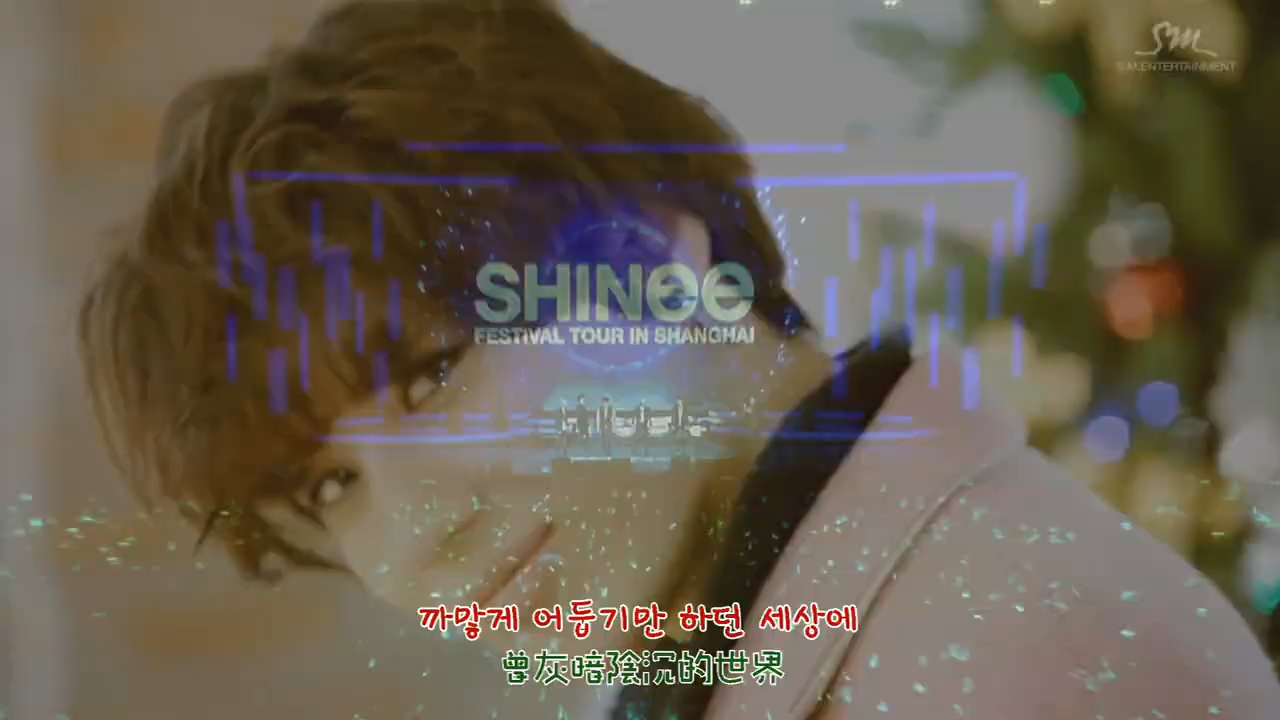 SM
S.M.ENTERTAINMENT
SHINee
FESTIVAL TOUR IN SHANGHAI
까맣게 어둡기만 하던 세상에
曾灰暗陰沉的世界